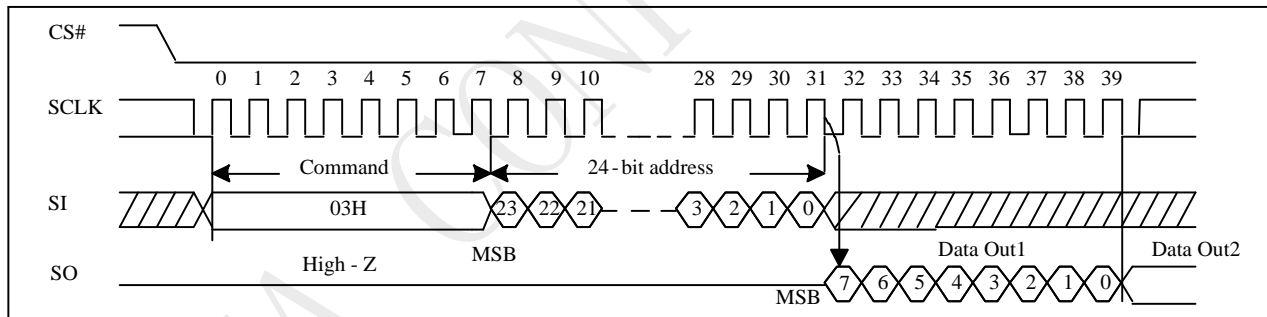 CS#
0 1 2 3 4 5 6 7 8 9 10 28 29 30 31 32 33 34 35 36 37 38 39
SCLK
Command 24-bit address
SI 03H 23 22 21 3 2 1 0
High - Z MSB Data Out1 Data Out2
SO 7 6 5 4 3 2 1 0
MSB